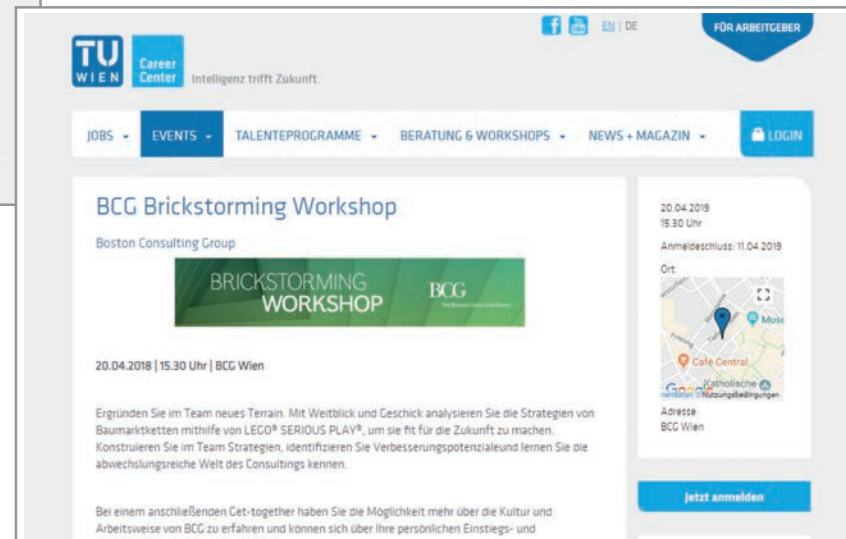 EN | DE
FÜR ARBEITGEBER
TU
WIEN
Career
Center
Intelligenz trifft Zukunft.
JOBS
EVENTS
TALENTEPROGRAMME
BERATUNG & WORKSHOPS
NEWS + MAGAZIN
LOGIN
BCG Brickstorming Workshop
Boston Consulting Group
BRICKSTORMING
WORKSHOP
BCG
20.04.2018 | 15.30 Uhr | BCG Wien
Ergründen Sie im Team neues Terrain. Mit Weitblick und Geschick analysieren Sie die Strategien von
Baumarktketten mithilfe von LEGO® SERIOUS PLAY®, um sie fit für die Zukunft zu machen.
Konstruieren Sie im Team Strategien, identifizieren Sie Verbesserungspotenzialeund lernen Sie die
abwechslungsreiche Welt des Consultings kennen.
Bei einem anschließenden Get-together haben Sie die Möglichkeit mehr über die Kultur und
Arbeitsweise von BCG zu erfahren und können sich über Ihre persönlichen Einstiegs- und
20.04.2019
15.30 Uhr
Anmeldeschluss: 11.04.2019
Ort
Freyung
Café Central
Katholische
Google
Nutzungsbedingungen
Adresse
BCG Wien
Jetzt anmelden